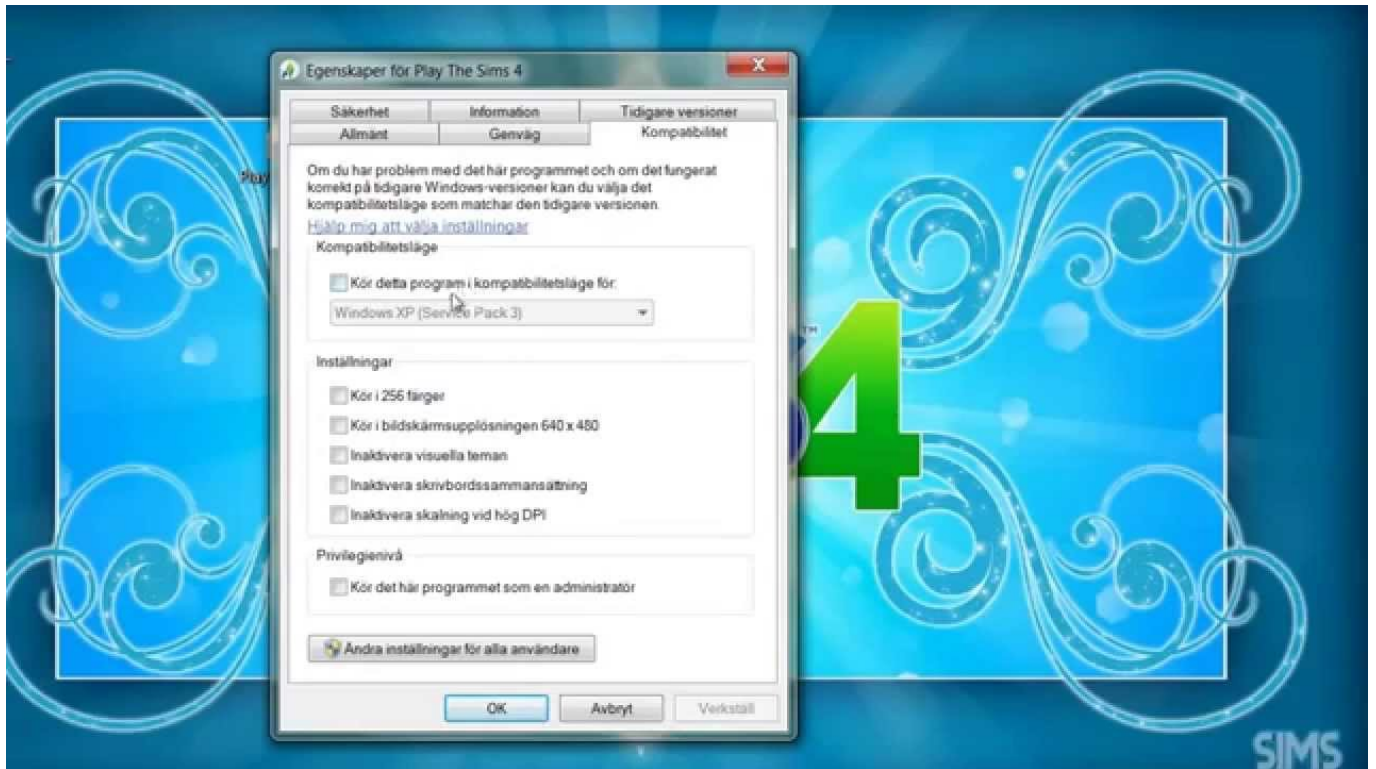 Egenskaper för Play The Sims 4
X
Säkerhet
Information
Tidigare versioner
Allmänt
Genväg
Kompatibilitet
Om du har problem med det här programmet och om det fungerat
korrekt på tidigare Windows-versioner kan du välja det
kompatibilitetsläge som matchar den tidigare versionen.
Hjälp mig att välja inställningar
Kompatibilitetsläge
Kör detta program i kompatibilitetsläge för:
Windows XP (Service Pack 3)
Inställningar
Kör i 256 färger
Kör i bildskärmsupplösningen 640 x 480
Inaktivera visuella teman
Inaktivera skrivbordssammansättning
Inaktivera skalning vid hög DPI
Privilegienivå
Kör det här programmet som en administratör
Ändra inställningar för alla användare
OK
Avbryt
Verkställ
Play
4
TM
SIMS